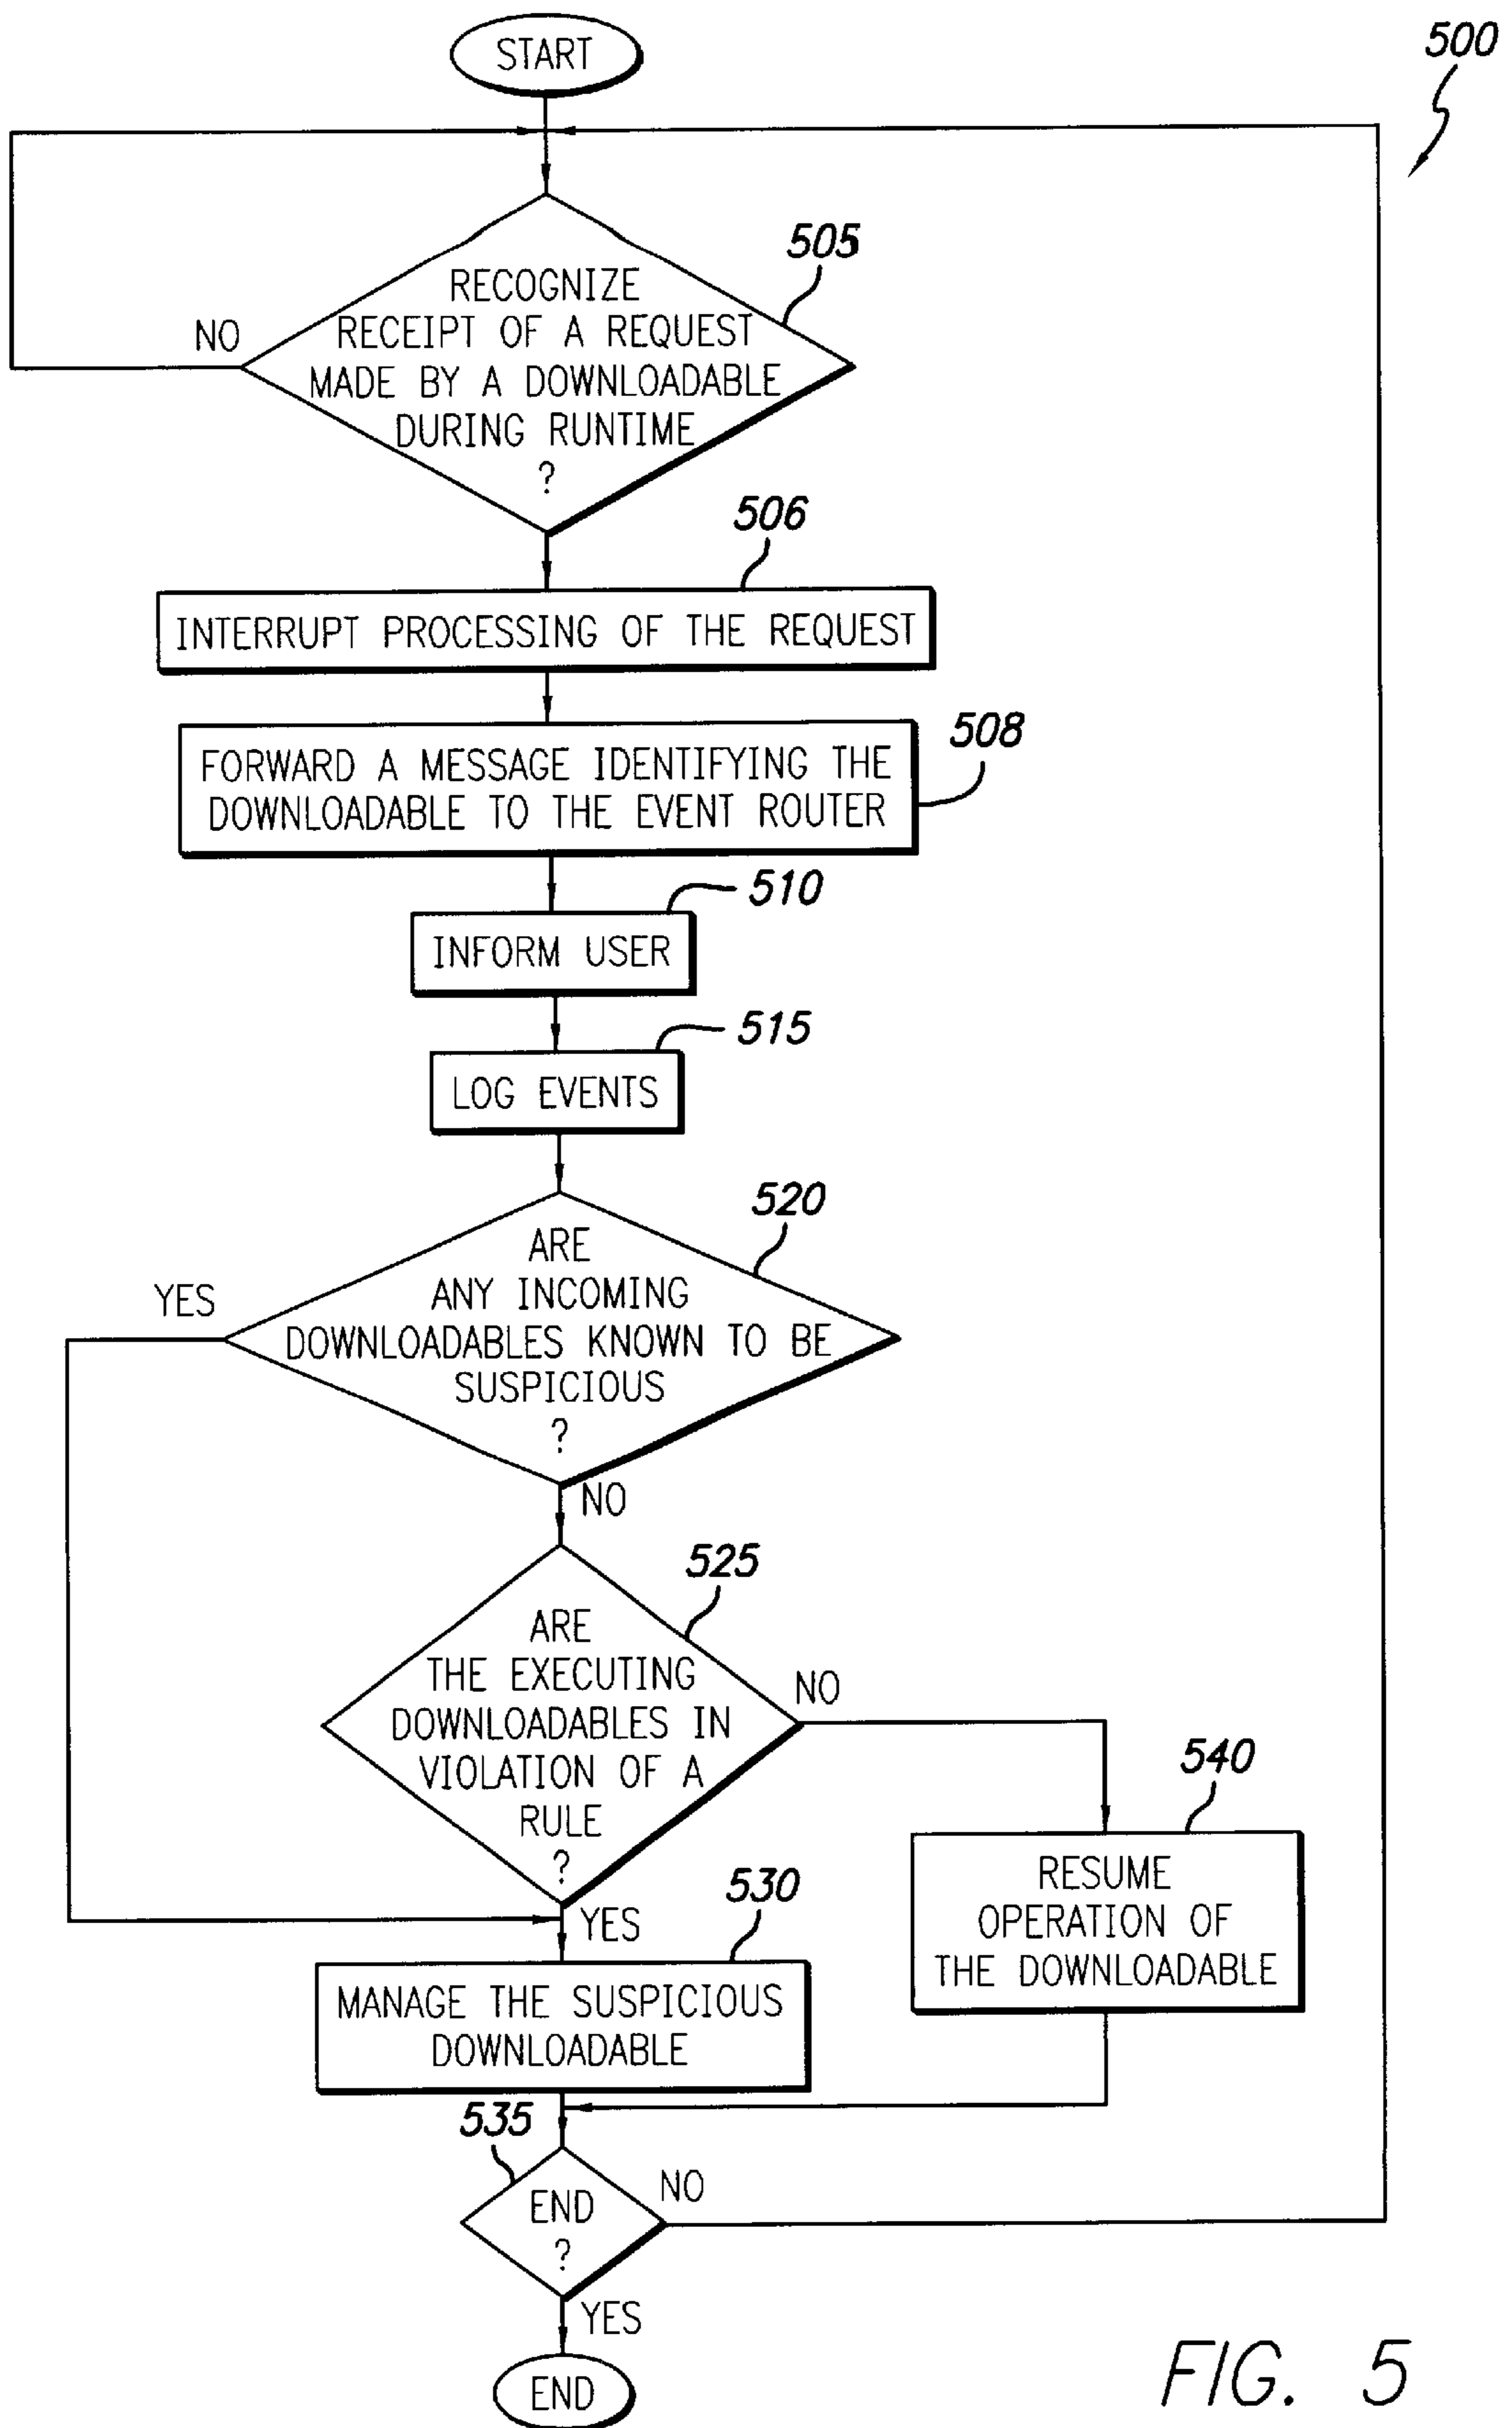 START
500
505
RECOGNIZE
RECEIPT OF A REQUEST
MADE BY A DOWNLOADABLE
DURING RUNTIME
?
NO
506
INTERRUPT PROCESSING OF THE REQUEST
508
FORWARD A MESSAGE IDENTIFYING THE
DOWNLOADABLE TO THE EVENT ROUTER
510
INFORM USER
515
LOG EVENTS
520
ARE
ANY INCOMING
DOWNLOADABLES KNOWN TO BE
SUSPICIOUS
?
YES
NO
525
ARE
THE EXECUTING
DOWNLOADABLES IN
VIOLATION OF A
RULE
?
NO
540
RESUME
OPERATION OF
THE DOWNLOADABLE
YES
530
MANAGE THE SUSPICIOUS
DOWNLOADABLE
535
END
?
NO
YES
END
FIG. 5